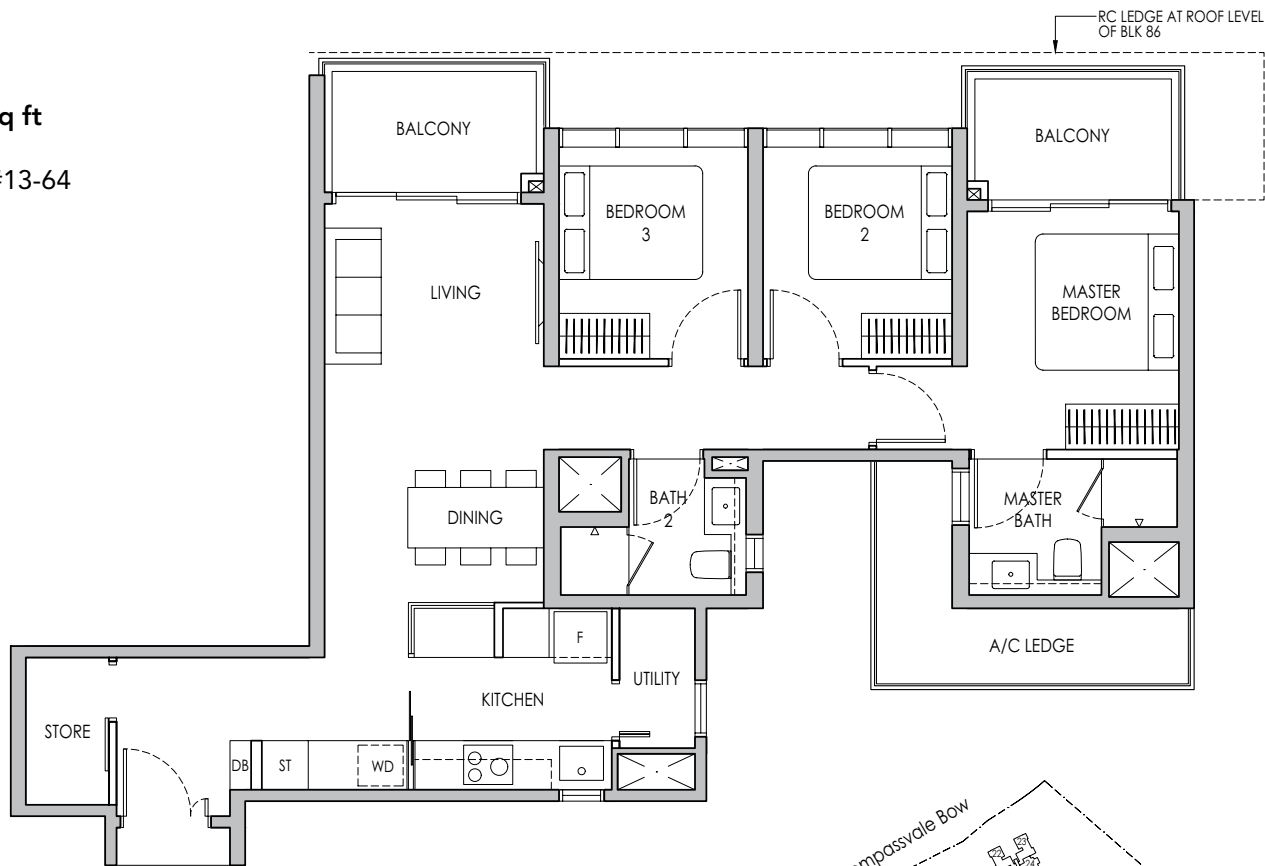 RC LEDGE AT ROOF LEVEL
OF BLK 86
q ft
#13-64
BALCONY
BALCONY
BEDROOM
3
BEDROOM
2
LIVING
MASTER
BEDROOM
DINING
BATH
2
MASTER
BATH
F
A/C LEDGE
UTILITY
KITCHEN
STORE
DB
ST
WD
ompassvale Bow